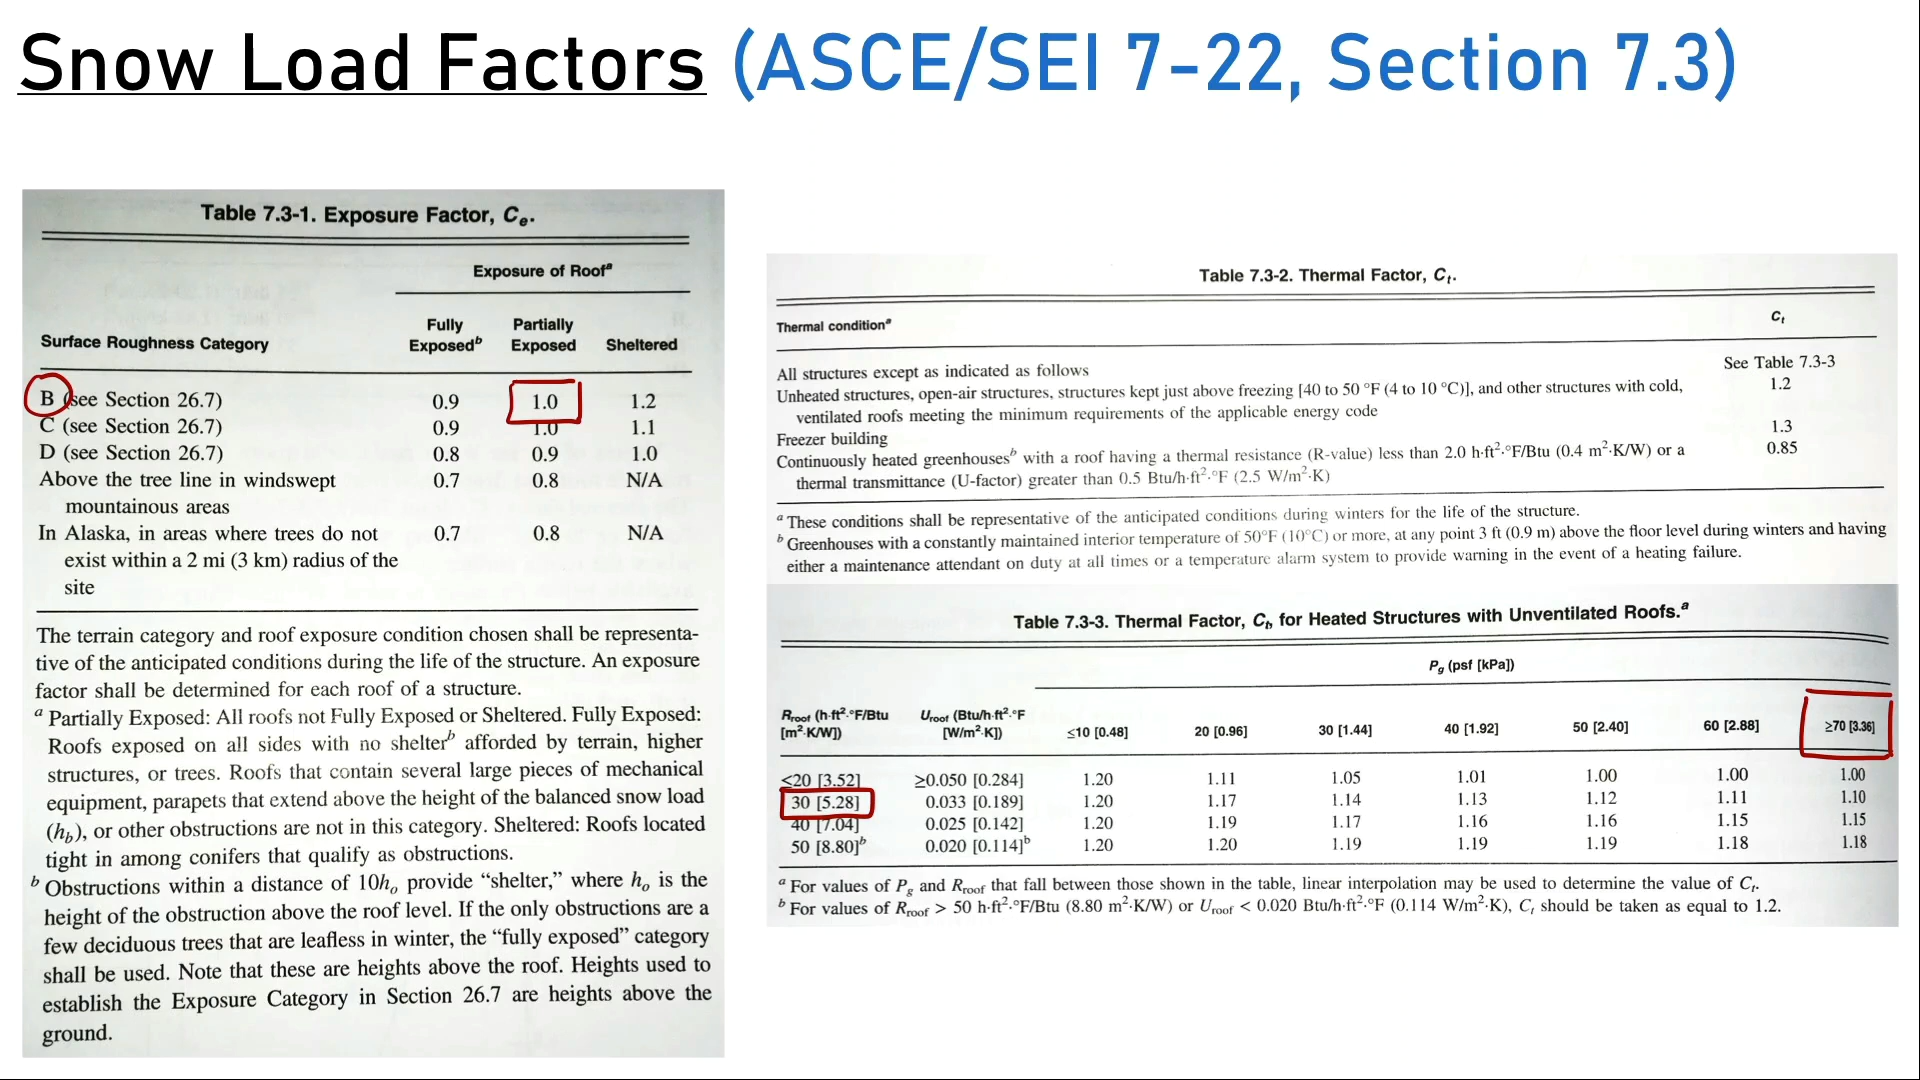 Snow Load Factors (ASCE/SEI 7-22, Section 7.3)
Table 7.3-1. Exposure Factor, Ce.
Exposure of Roof^a
Surface Roughness Category Fully Exposed^b Partially Exposed Sheltered
B (see Section 26.7) 0.9 1.0 1.2
C (see Section 26.7) 0.9 1.0 1.1
D (see Section 26.7) 0.8 0.9 1.0
Above the tree line in windswept 0.7 0.8 N/A
mountainous areas
In Alaska, in areas where trees do not 0.7 0.8 N/A
exist within a 2 mi (3 km) radius of the
site
The terrain category and roof exposure condition chosen shall be representa-
tive of the anticipated conditions during the life of the structure. An exposure
factor shall be determined for each roof of a structure.
a Partially Exposed: All roofs not Fully Exposed or Sheltered. Fully Exposed:
Roofs exposed on all sides with no shelter^b afforded by terrain, higher
structures, or trees. Roofs that contain several large pieces of mechanical
equipment, parapets that extend above the height of the balanced snow load
(hb), or other obstructions are not in this category. Sheltered: Roofs located
tight in among conifers that qualify as obstructions.
b Obstructions within a distance of 10ho provide “shelter,” where ho is the
height of the obstruction above the roof level. If the only obstructions are a
few deciduous trees that are leafless in winter, the “fully exposed” category
shall be used. Note that these are heights above the roof. Heights used to
establish the Exposure Category in Section 26.7 are heights above the
ground.
Table 7.3-2. Thermal Factor, Ct.
Thermal condition^a Ct
All structures except as indicated as follows See Table 7.3-3
Unheated structures, open-air structures, structures kept just above freezing [40 to 50 °F (4 to 10 °C)], and other structures with cold, 1.2
ventilated roofs meeting the minimum requirements of the applicable energy code
Freezer building 1.3
Continuously heated greenhouses^b with a roof having a thermal resistance (R-value) less than 2.0 h·ft²·°F/Btu (0.4 m²·K/W) or a 0.85
thermal transmittance (U-factor) greater than 0.5 Btu/h·ft²·°F (2.5 W/m²·K)
a These conditions shall be representative of the anticipated conditions during winters for the life of the structure.
b Greenhouses with a constantly maintained interior temperature of 50°F (10°C) or more, at any point 3 ft (0.9 m) above the floor level during winters and having
either a maintenance attendant on duty at all times or a temperature alarm system to provide warning in the event of a heating failure.
Table 7.3-3. Thermal Factor, Ct, for Heated Structures with Unventilated Roofs.^a
Pg (psf [kPa])
Rroof (h·ft²·°F/Btu Uroof (Btu/h·ft²·°F
[m²·K/W]) [W/m²·K]) ≤10 [0.48] 20 [0.96] 30 [1.44] 40 [1.92] 50 [2.40] 60 [2.88] ≥70 [3.36]
≤20 [3.52] ≥0.050 [0.284] 1.20 1.11 1.05 1.01 1.00 1.00 1.00
30 [5.28] 0.033 [0.189] 1.20 1.17 1.14 1.13 1.12 1.11 1.10
40 [7.04] 0.025 [0.142] 1.20 1.19 1.17 1.16 1.16 1.15 1.15
50 [8.80]^b 0.020 [0.114]^b 1.20 1.20 1.19 1.19 1.19 1.18 1.18
a For values of Pg and Rroof that fall between those shown in the table, linear interpolation may be used to determine the value of Ct.
b For values of Rroof > 50 h·ft²·°F/Btu (8.80 m²·K/W) or Uroof < 0.020 Btu/h·ft²·°F (0.114 W/m²·K), Ct should be taken as equal to 1.2.